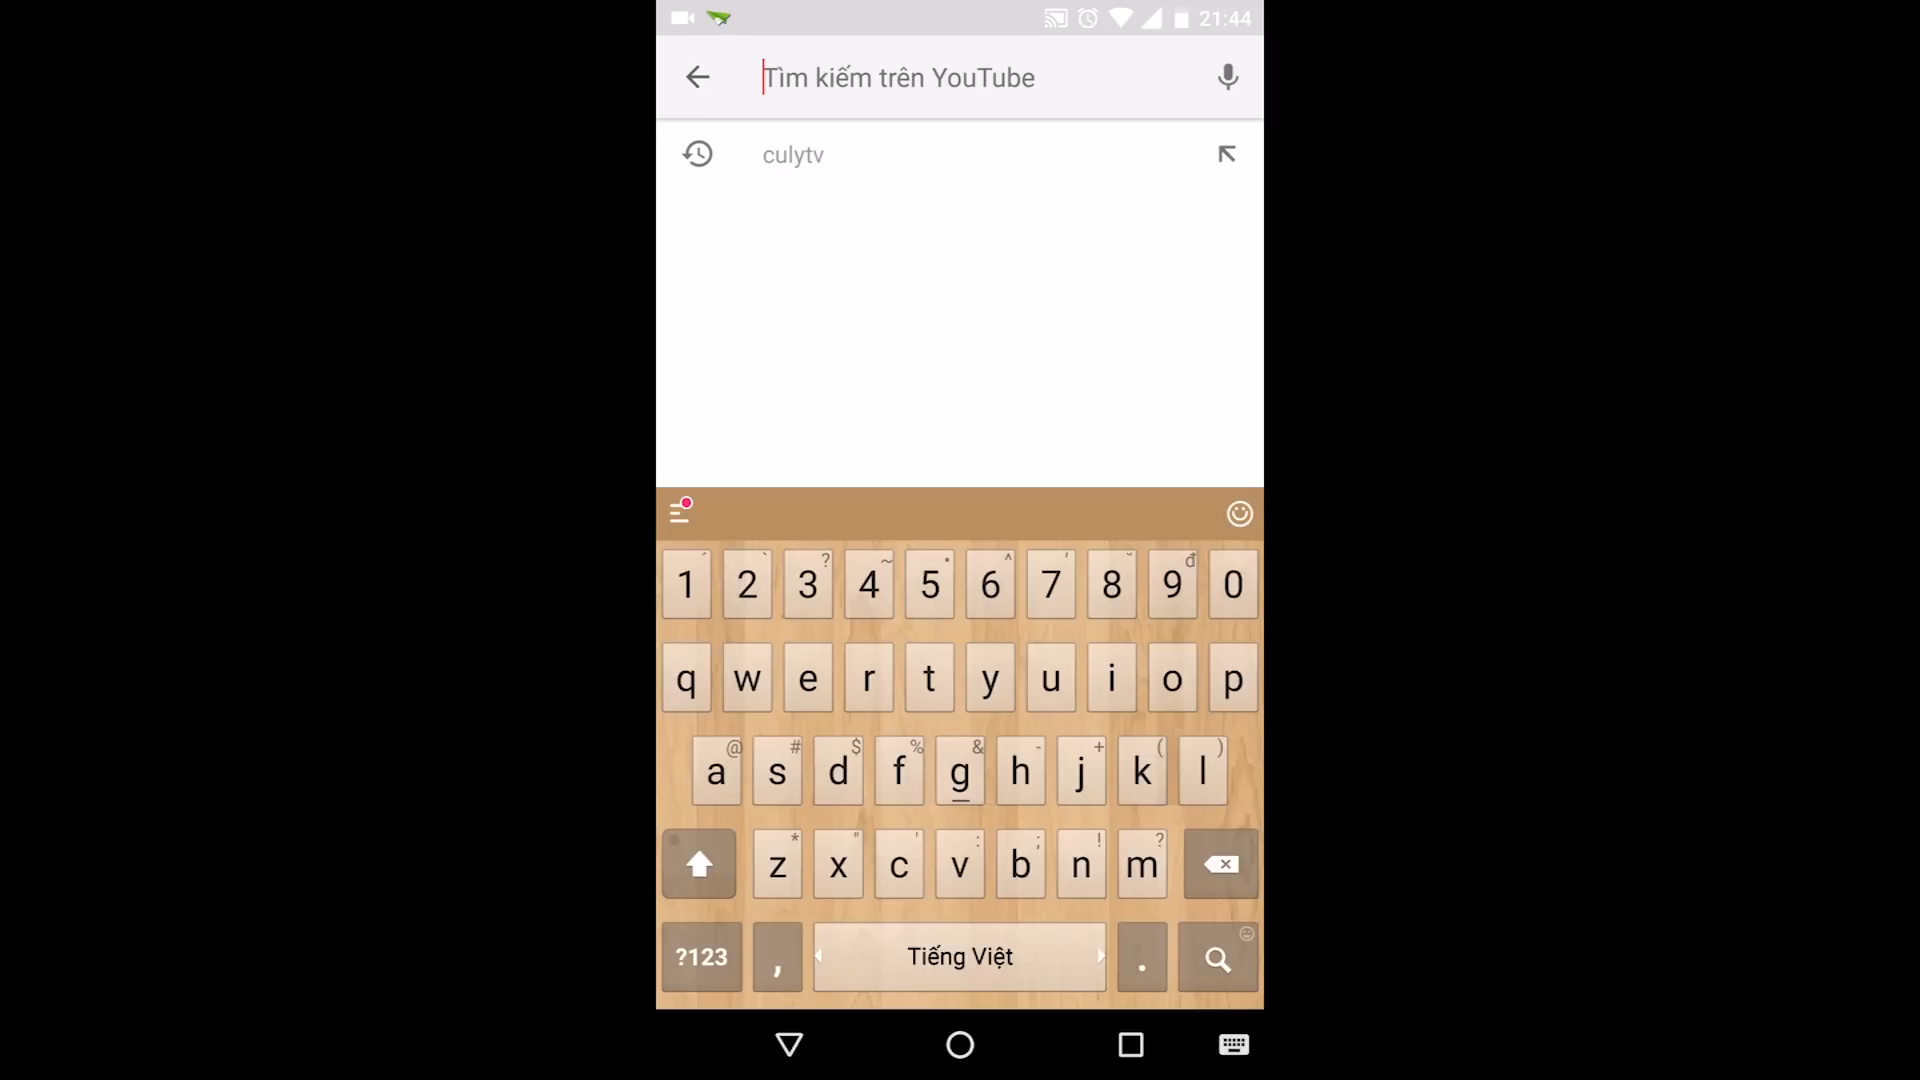 21:44
Tìm kiếm trên YouTube
culytv
1 2 3 4 5 6 7 8 9 0
´ ` ? ~ . ^ ' ˘ đ
q w e r t y u i o p
@ # $ % & - + ( )
a s d f g h j k l
* " ' : ; ! ?
z x c v b n m
?123 , Tiếng Việt .